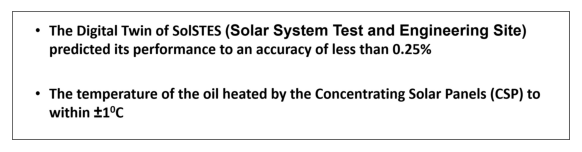 • The Digital Twin of SolSTES (Solar System Test and Engineering Site)
predicted its performance to an accuracy of less than 0.25%
• The temperature of the oil heated by the Concentrating Solar Panels (CSP) to
within ±1⁰C